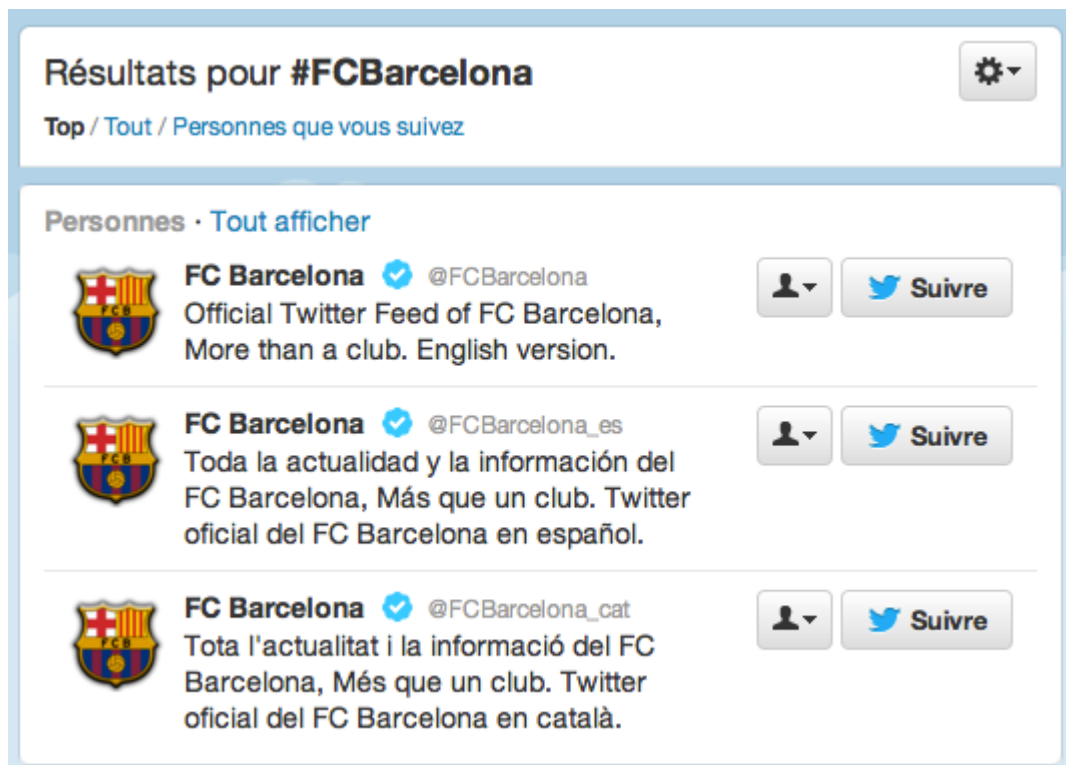 Résultats pour #FCBarcelona
Top / Tout / Personnes que vous suivez
Personnes · Tout afficher
FC Barcelona @FCBarcelona
Official Twitter Feed of FC Barcelona,
More than a club. English version.
Suivre
FCB
FC Barcelona @FCBarcelona_es
Toda la actualidad y la información del
FC Barcelona, Más que un club. Twitter
oficial del FC Barcelona en español.
Suivre
FCB
FC Barcelona @FCBarcelona_cat
Tota l'actualitat i la informació del FC
Barcelona, Més que un club. Twitter
oficial del FC Barcelona en català.
Suivre
FCB